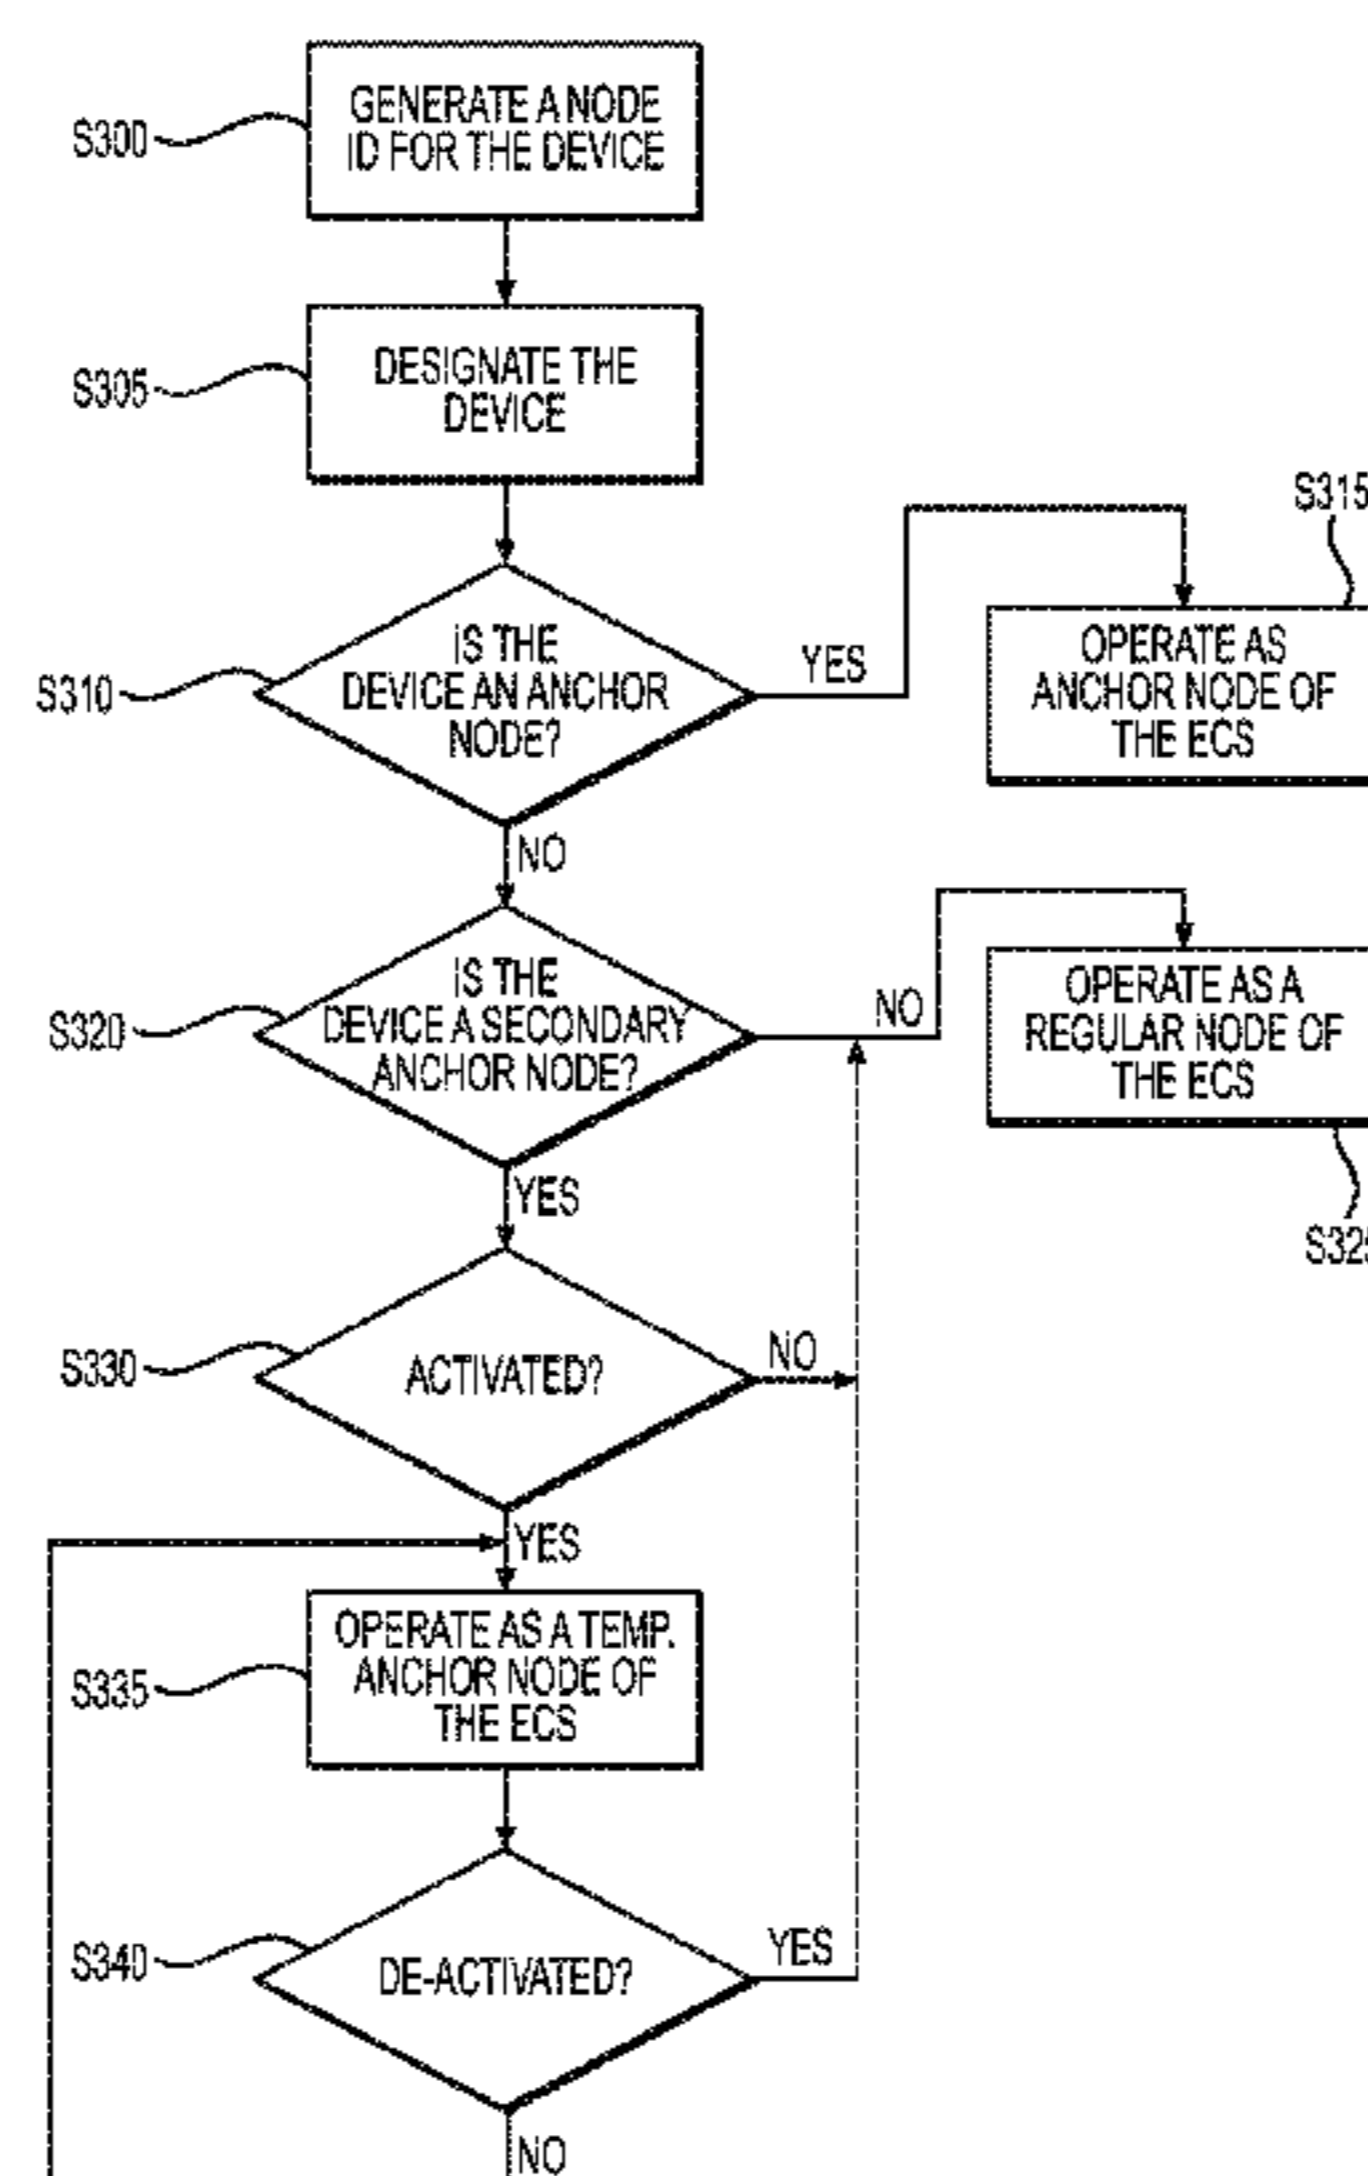 S300
GENERATE A NODE
ID FOR THE DEVICE
S305
DESIGNATE THE
DEVICE
S310
IS THE
DEVICE AN ANCHOR
NODE?
YES
S315
OPERATE AS
ANCHOR NODE OF
THE ECS
NO
S320
IS THE
DEVICE A SECONDARY
ANCHOR NODE?
NO
OPERATE AS A
REGULAR NODE OF
THE ECS
S325
YES
S330
ACTIVATED?
NO
YES
S335
OPERATE AS A TEMP.
ANCHOR NODE OF
THE ECS
S340
DE-ACTIVATED?
YES
NO